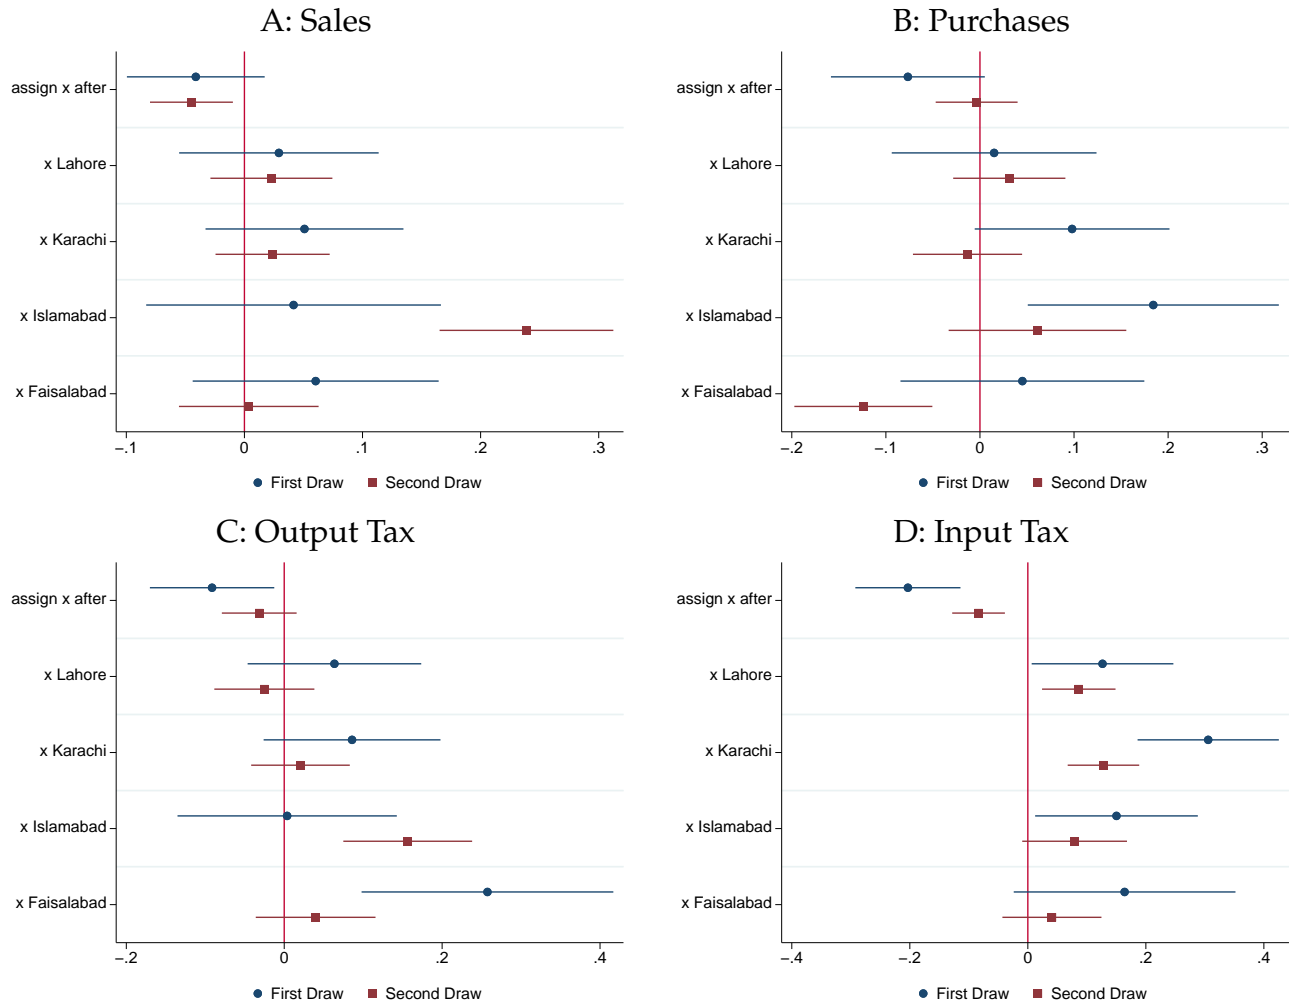 A: Sales
assign x after
x Lahore
x Karachi
x Islamabad
x Faisalabad
−.1 0 .1 .2 .3
First Draw Second Draw
B: Purchases
assign x after
x Lahore
x Karachi
x Islamabad
x Faisalabad
−.2 −.1 0 .1 .2 .3
First Draw Second Draw
C: Output Tax
assign x after
x Lahore
x Karachi
x Islamabad
x Faisalabad
−.2 0 .2 .4
First Draw Second Draw
D: Input Tax
assign x after
x Lahore
x Karachi
x Islamabad
x Faisalabad
−.4 −.2 0 .2 .4
First Draw Second Draw